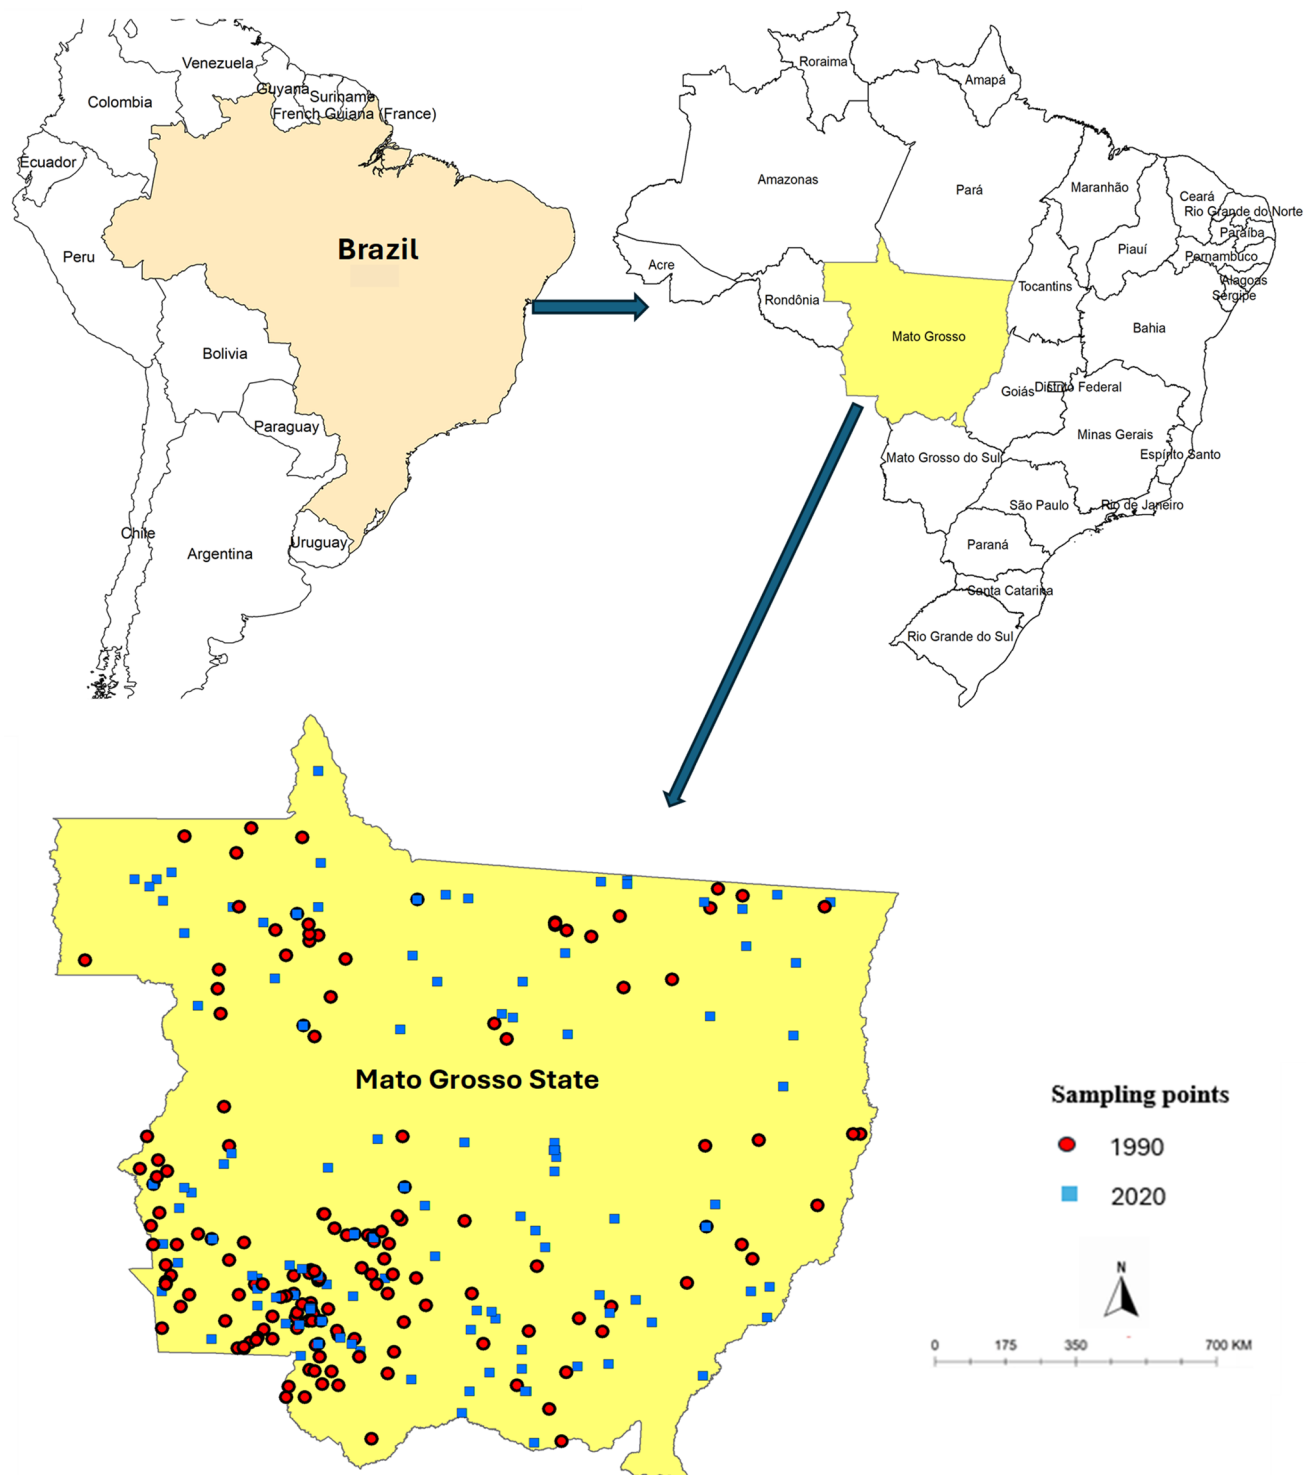 Venezuela
Guyana
Suriname
French Guiana (France)
Colombia
Ecuador
Peru
Brazil
Bolivia
Paraguay
Chile
Argentina
Uruguay
Roraima
Amapá
Amazonas
Pará
Maranhão
Ceará
Rio Grande do Norte
Paraíba
Piauí
Pernambuco
Acre
Alagoas
Rondônia
Tocantins
Sergipe
Mato Grosso
Bahia
Goiás
Distrito Federal
Minas Gerais
Mato Grosso do Sul
Espírito Santo
São Paulo
Rio de Janeiro
Paraná
Santa Catarina
Rio Grande do Sul
Mato Grosso State
Sampling points
1990
2020
N
0 175 350 700 KM